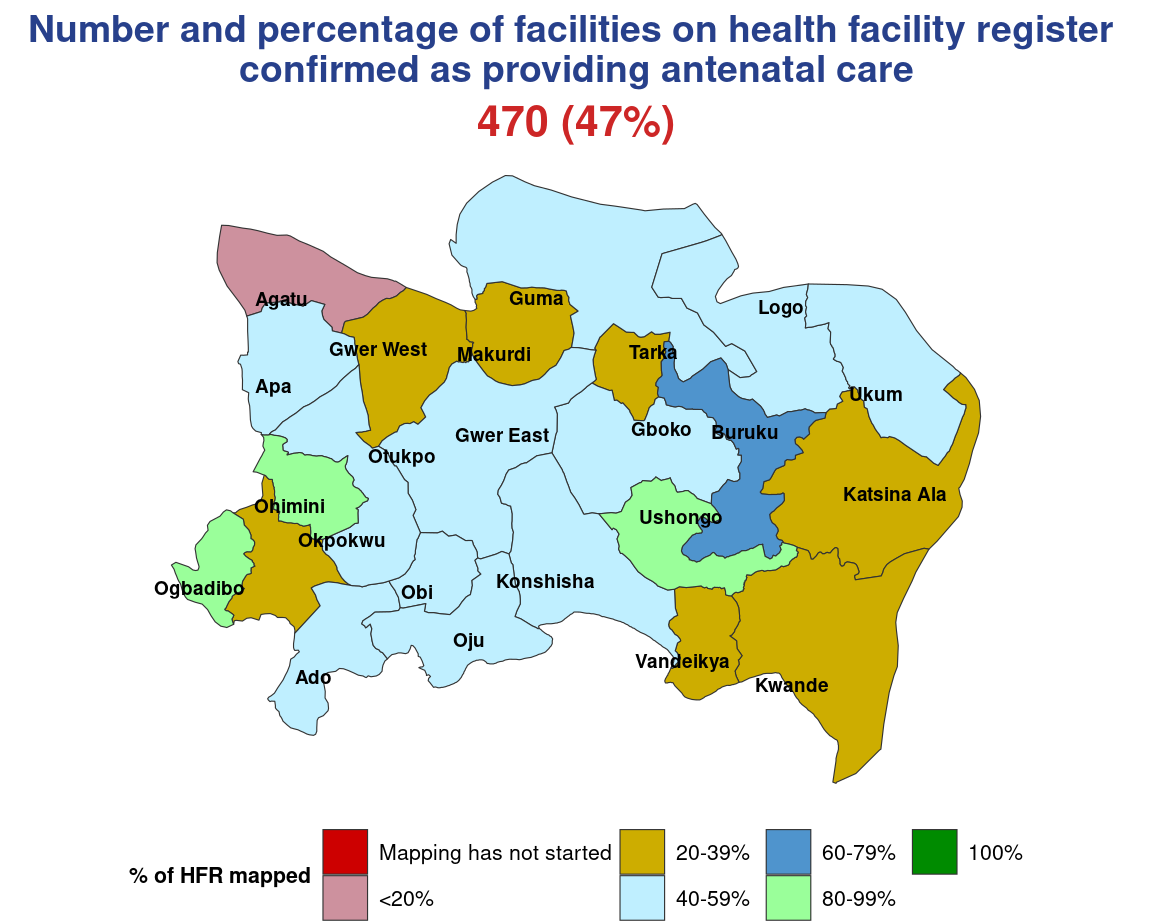 Number and percentage of facilities on health facility register
confirmed as providing antenatal care
470 (47%)
Agatu
Guma
Logo
Gwer West
Makurdi
Tarka
Apa
Ukum
Gwer East
Gboko
Buruku
Otukpo
Katsina Ala
Ohimini
Ushongo
Okpokwu
Ogbadibo
Obi
Konshisha
Oju
Vandeikya
Ado
Kwande
% of HFR mapped
Mapping has not started
<20%
20-39%
40-59%
60-79%
80-99%
100%